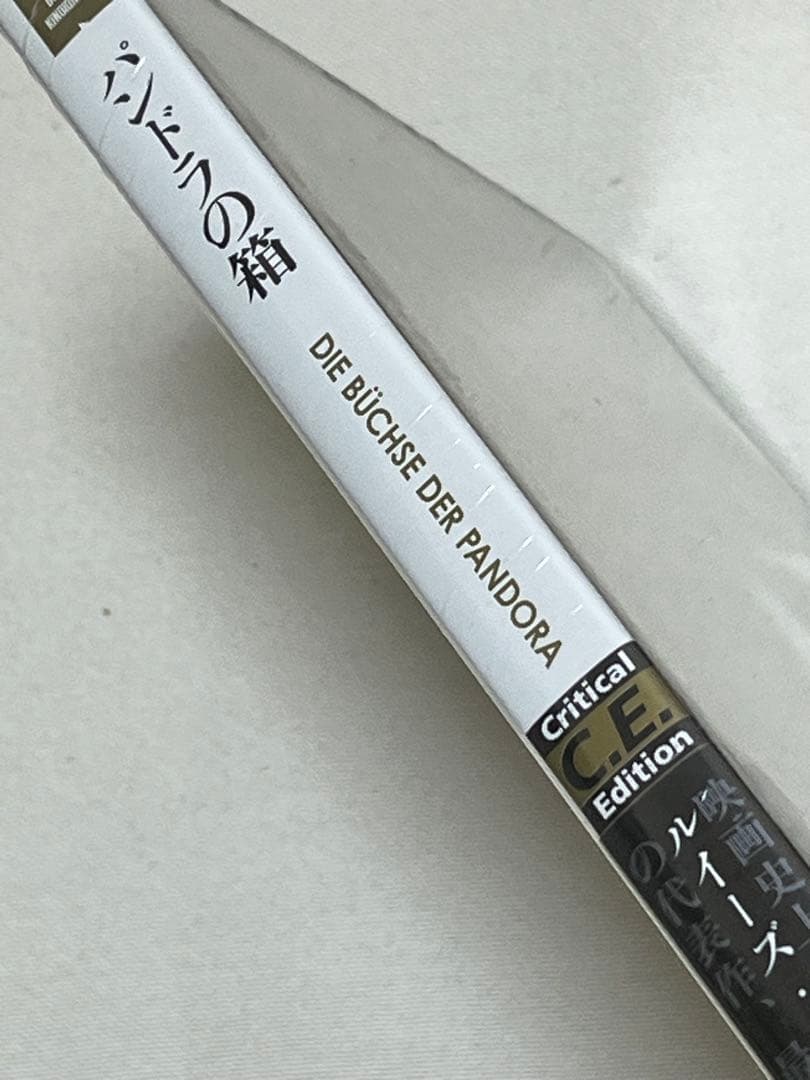 パンドラの箱
DIE BÜCHSE DER PANDORA
Critical
C.E.
Edition
映画史上
ルイーズ・
の代表作、最